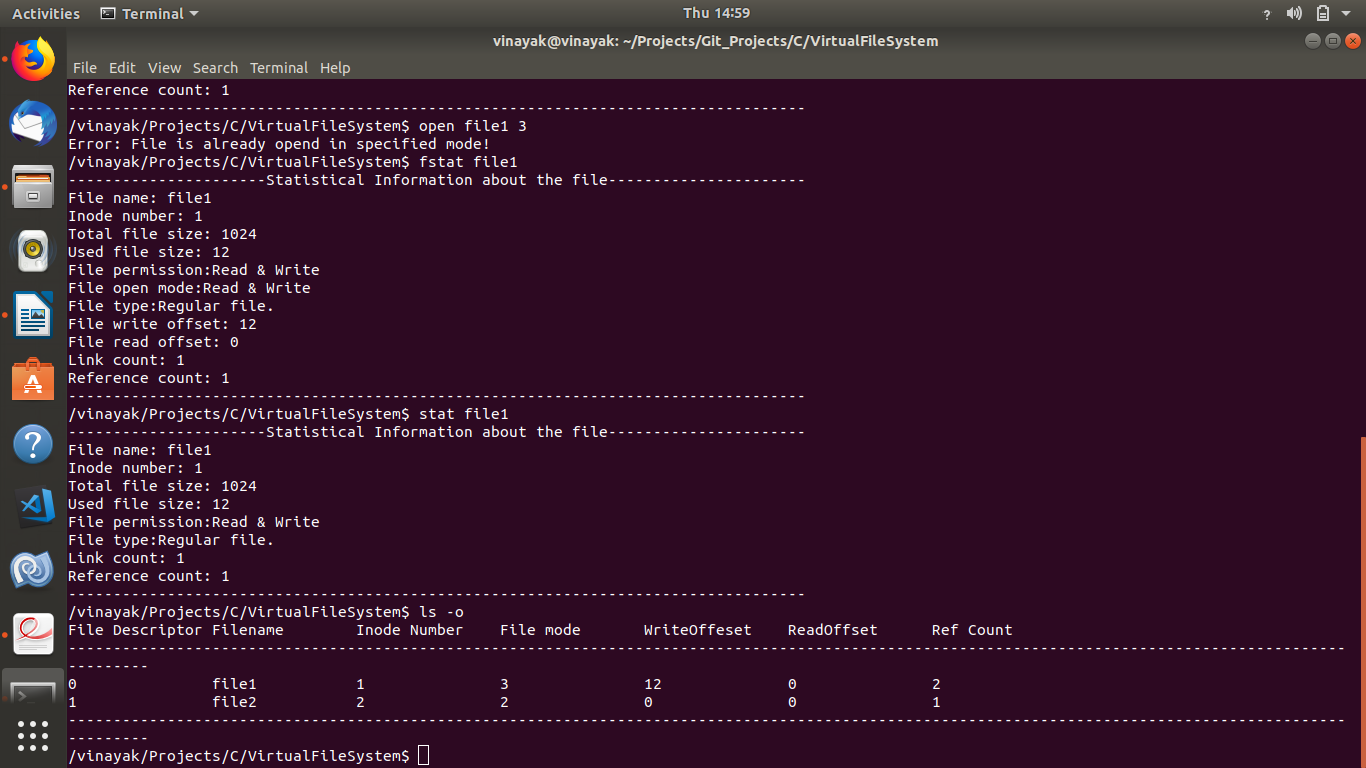 Activities Terminal Thu 14:59
vinayak@vinayak: ~/Projects/Git_Projects/C/VirtualFileSystem
File Edit View Search Terminal Help
Reference count: 1
----------------------------------------------------------------------------------
/vinayak/Projects/C/VirtualFileSystem$ open file1 3
Error: File is already opend in specified mode!
/vinayak/Projects/C/VirtualFileSystem$ fstat file1
----------------------Statistical Information about the file----------------------
File name: file1
Inode number: 1
Total file size: 1024
Used file size: 12
File permission:Read & Write
File open mode:Read & Write
File type:Regular file.
File write offset: 12
File read offset: 0
Link count: 1
Reference count: 1
----------------------------------------------------------------------------------
/vinayak/Projects/C/VirtualFileSystem$ stat file1
----------------------Statistical Information about the file----------------------
File name: file1
Inode number: 1
Total file size: 1024
Used file size: 12
File permission:Read & Write
File type:Regular file.
Link count: 1
Reference count: 1
----------------------------------------------------------------------------------
/vinayak/Projects/C/VirtualFileSystem$ ls -o
File Descriptor Filename Inode Number File mode WriteOffeset ReadOffset Ref Count
----------------------------------------------------------------------------------------------------------------------------------------------
---------
0 file1 1 3 12 0 2
1 file2 2 2 0 0 1
----------------------------------------------------------------------------------------------------------------------------------------------
---------
/vinayak/Projects/C/VirtualFileSystem$